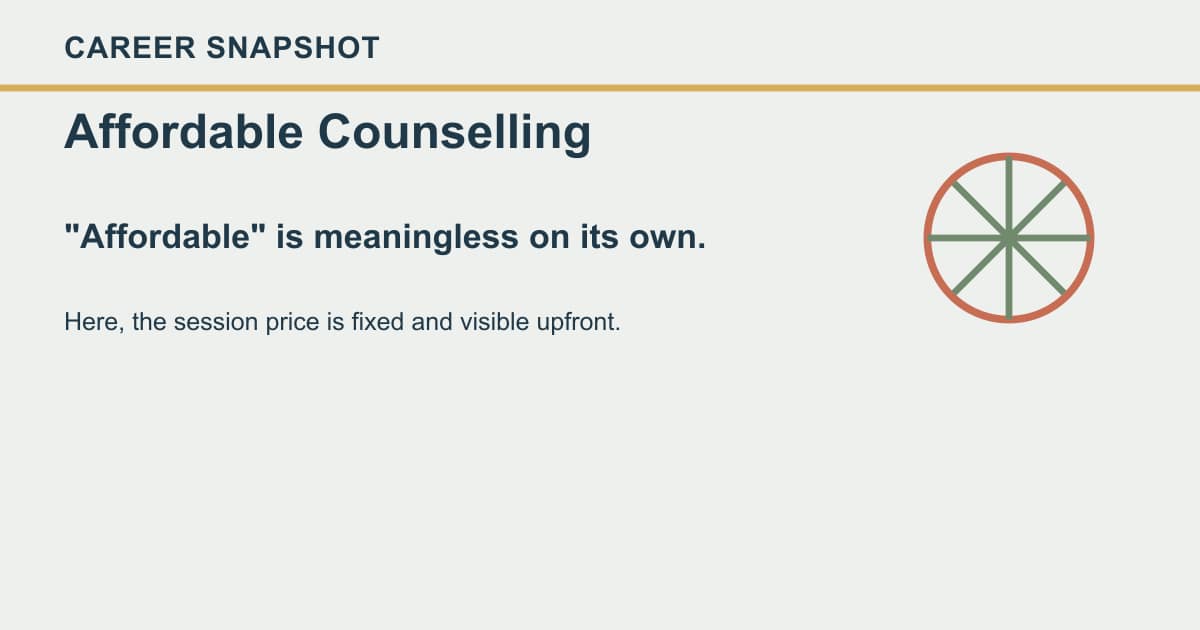 CAREER SNAPSHOT
Affordable Counselling
"Affordable" is meaningless on its own.
Here, the session price is fixed and visible upfront.